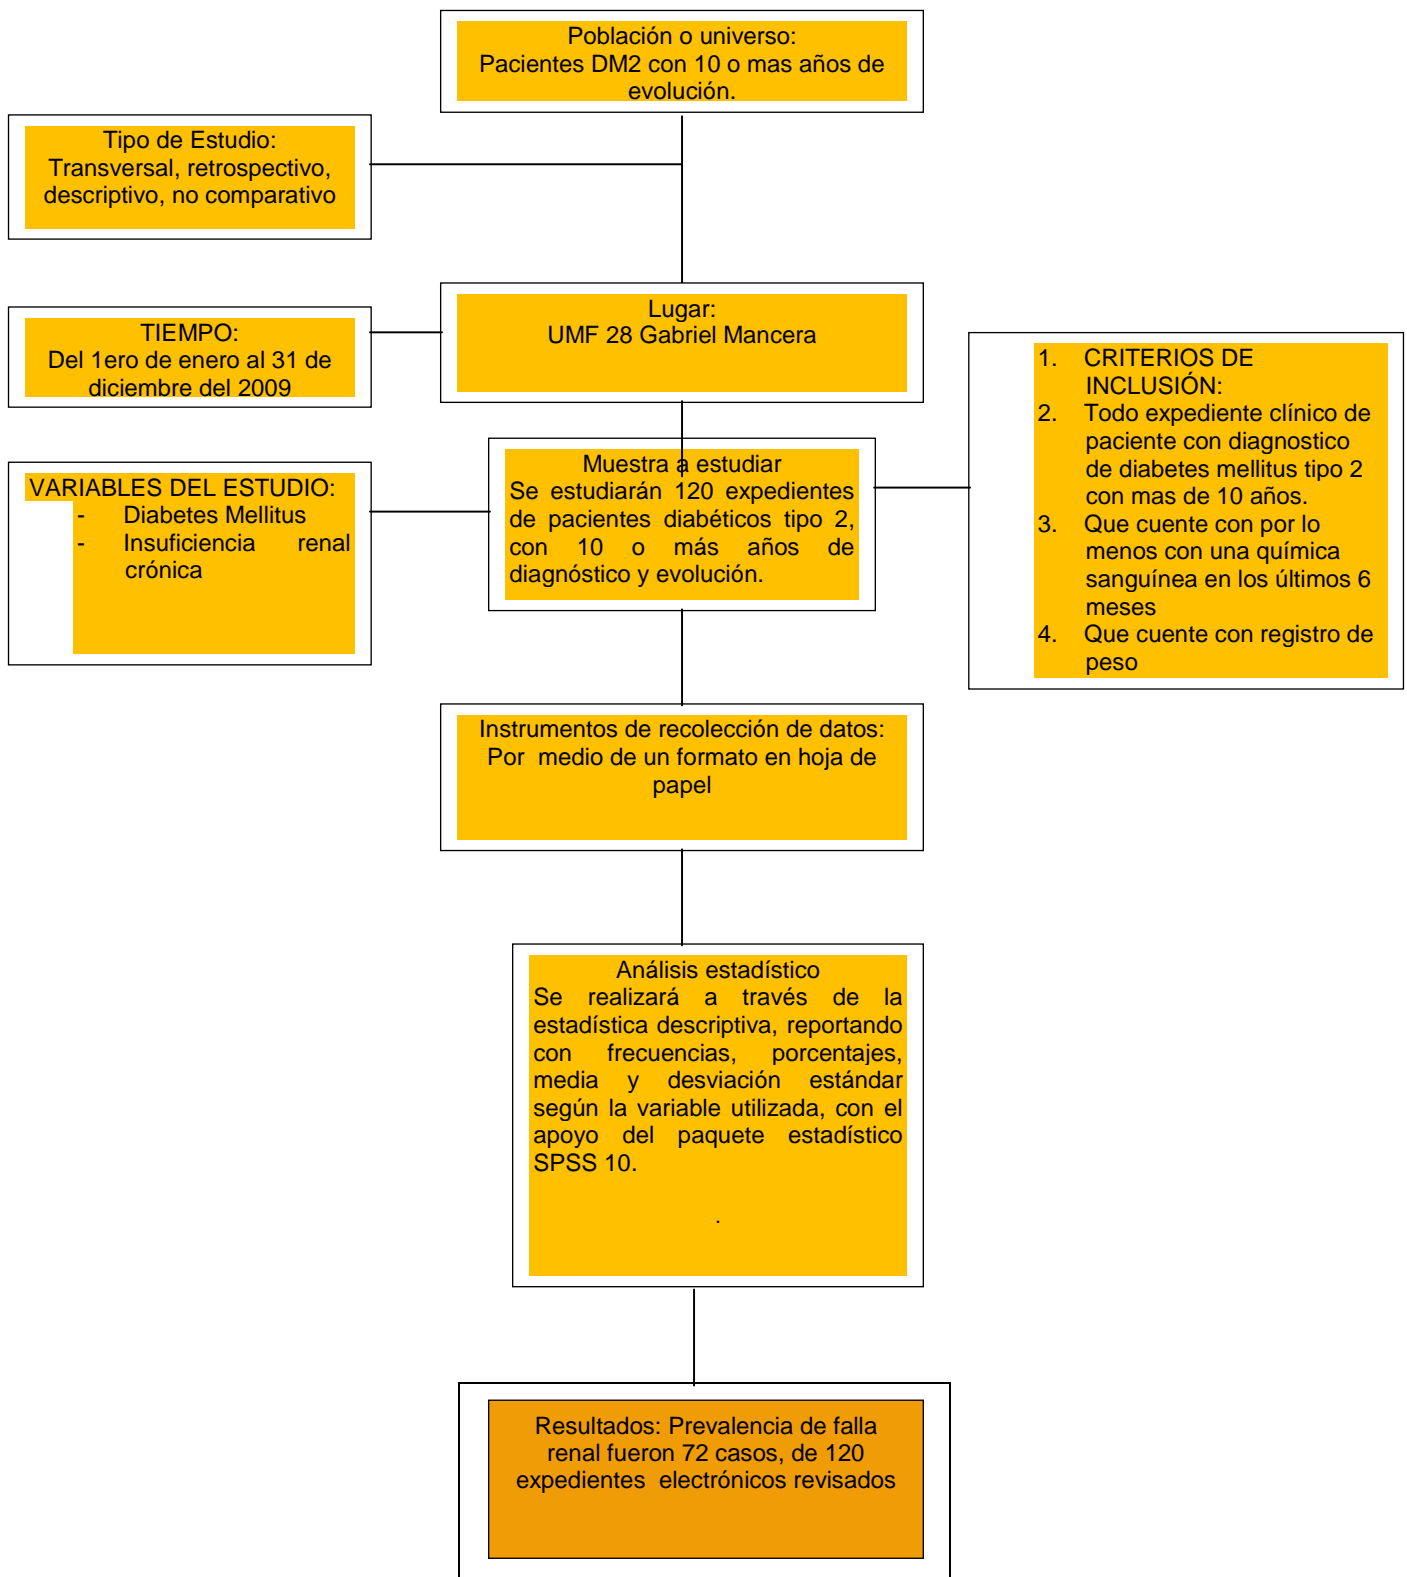 Población o universo:
Pacientes DM2 con 10 o mas años de
evolución.
Tipo de Estudio:
Transversal, retrospectivo,
descriptivo, no comparativo
Lugar:
UMF 28 Gabriel Mancera
TIEMPO:
Del 1ero de enero al 31 de
diciembre del 2009
1. CRITERIOS DE
INCLUSIÓN:
2. Todo expediente clínico de
paciente con diagnostico
de diabetes mellitus tipo 2
con mas de 10 años.
3. Que cuente con por lo
menos con una química
sanguínea en los últimos 6
meses
4. Que cuente con registro de
peso
Muestra a estudiar
Se estudiarán 120 expedientes
de pacientes diabéticos tipo 2,
con 10 o más años de
diagnóstico y evolución.
VARIABLES DEL ESTUDIO:
- Diabetes Mellitus
- Insuficiencia renal
crónica
Instrumentos de recolección de datos:
Por medio de un formato en hoja de
papel
Análisis estadístico
Se realizará a través de la
estadística descriptiva, reportando
con frecuencias, porcentajes,
media y desviación estándar
según la variable utilizada, con el
apoyo del paquete estadístico
SPSS 10.
.
Resultados: Prevalencia de falla
renal fueron 72 casos, de 120
expedientes electrónicos revisados